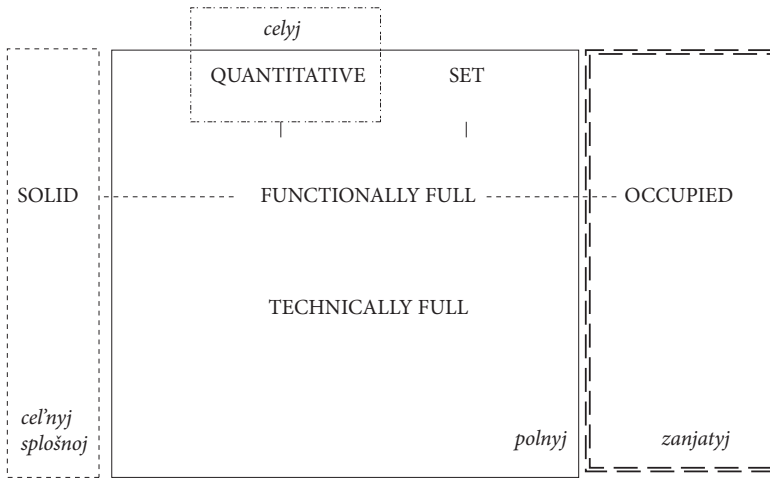 celyj
QUANTITATIVE SET
SOLID FUNCTIONALLY FULL OCCUPIED
TECHNICALLY FULL
cel’nyj
splošnoj polnyj zanjatyj